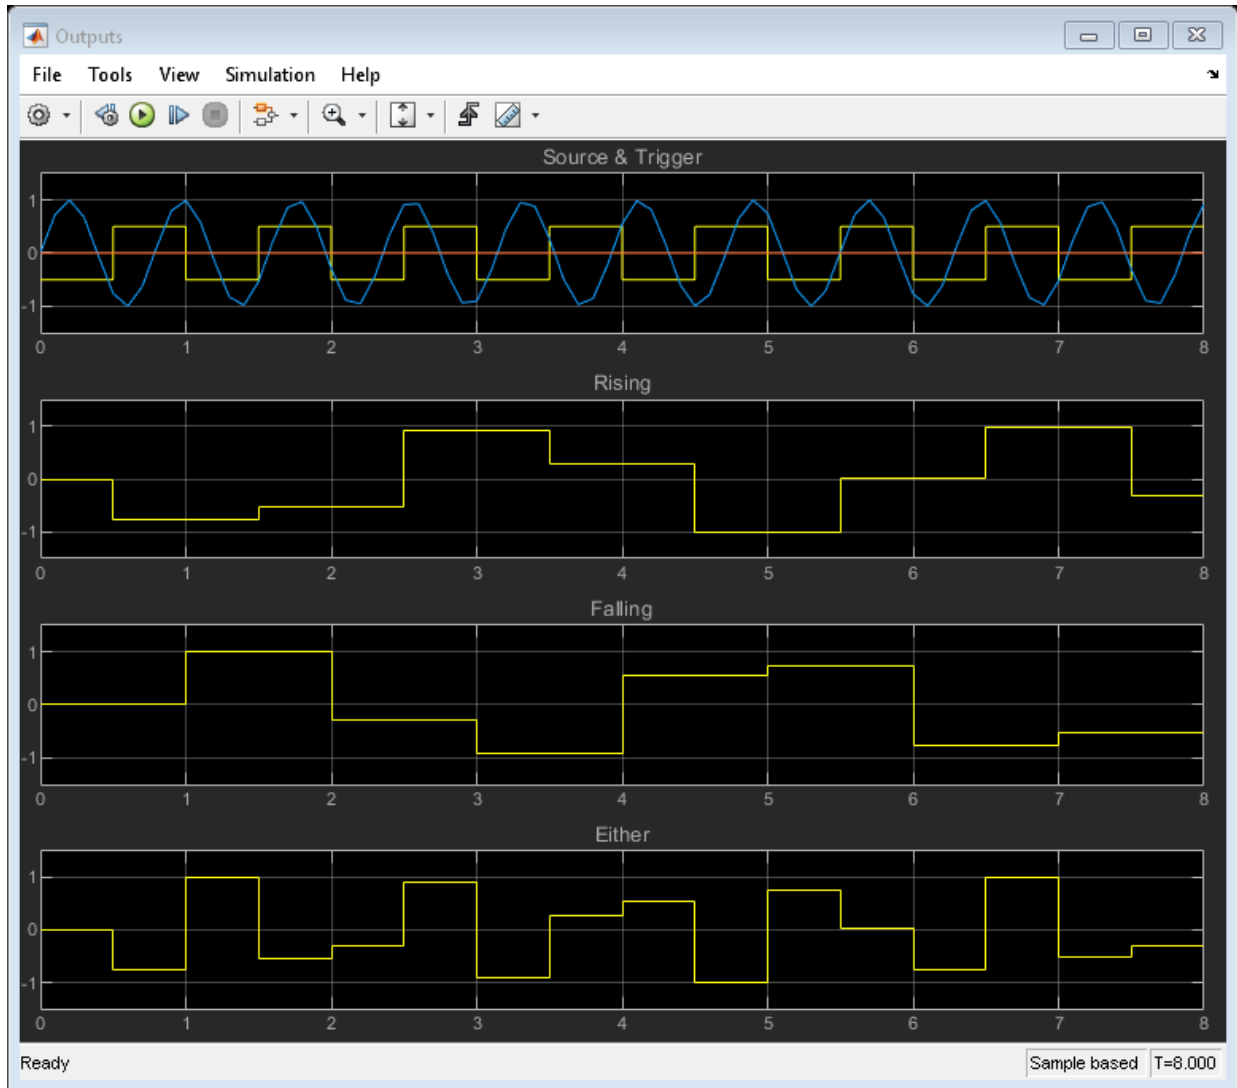 Outputs
File Tools View Simulation Help
Source & Trigger
1
0
-1
0 1 2 3 4 5 6 7 8
Rising
1
0
-1
0 1 2 3 4 5 6 7 8
Falling
1
0
-1
0 1 2 3 4 5 6 7 8
Either
1
0
-1
0 1 2 3 4 5 6 7 8
Ready Sample based T=8.000